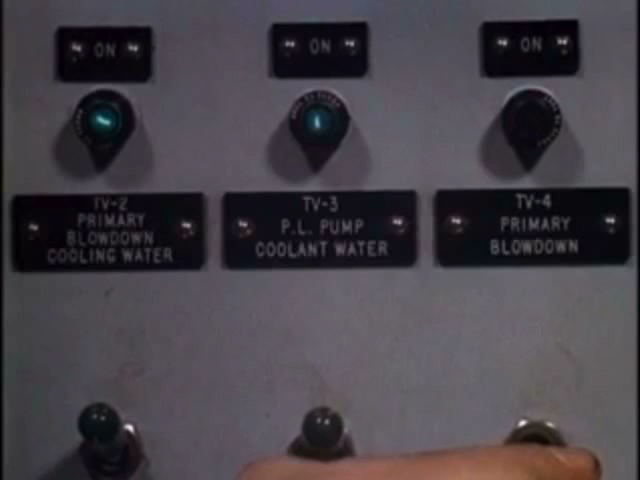 ON
ON
ON
TV-2
PRIMARY
BLOWDOWN
COOLING WATER
TV-3
P.L. PUMP
COOLANT WATER
TV-4
PRIMARY
BLOWDOWN